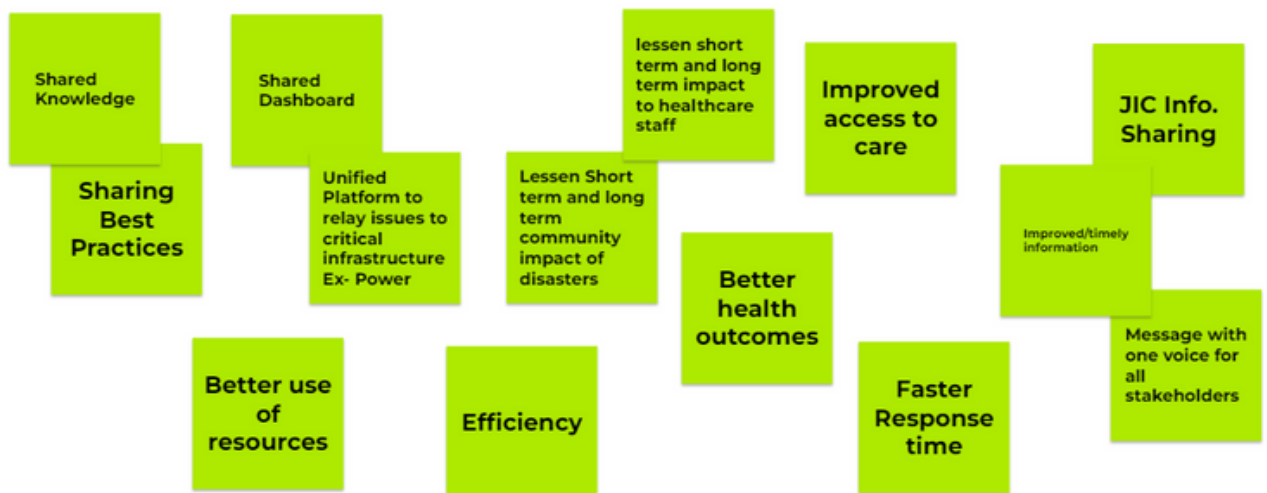 Shared
Knowledge
Sharing
Best
Practices
Shared
Dashboard
Unified
Platform to
relay issues to
critical
infrastructure
Ex- Power
lessen short
term and long
term impact
to healthcare
staff
Lessen Short
term and long
term
community
impact of
disasters
Improved
access to
care
Better
health
outcomes
JIC Info.
Sharing
Improved/timely
information
Message with
one voice for
all
stakeholders
Better use
of
resources
Efficiency
Faster
Response
time